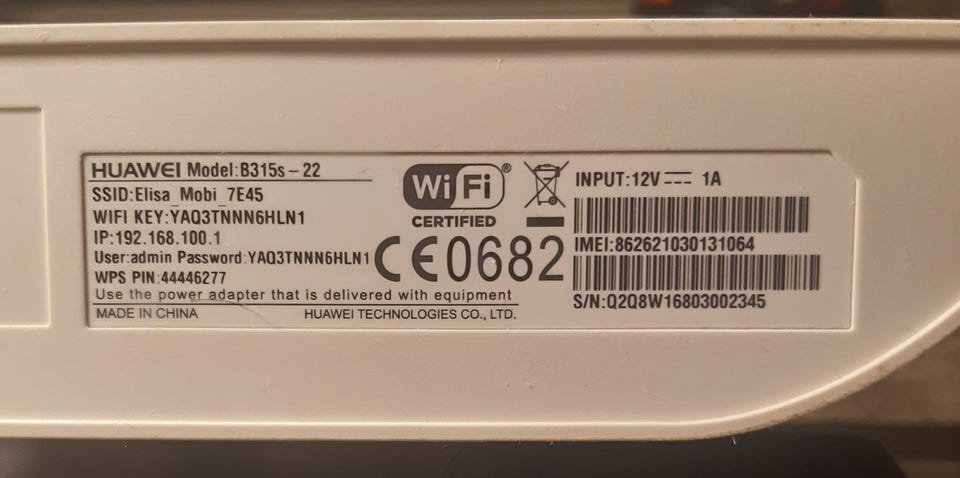 HUAWEI Model:B315s-22
SSID:Elisa_Mobi_7E45
WIFI KEY:YAQ3TNNN6HLN1
IP:192.168.100.1
User:admin Password:YAQ3TNNN6HLN1
WPS PIN:44446277
Use the power adapter that is delivered with equipment
MADE IN CHINA HUAWEI TECHNOLOGIES CO., LTD.
Wi Fi ®
CERTIFIED
CE0682
INPUT:12V 1A
IMEI:862621030131064
S/N:Q2Q8W16803002345